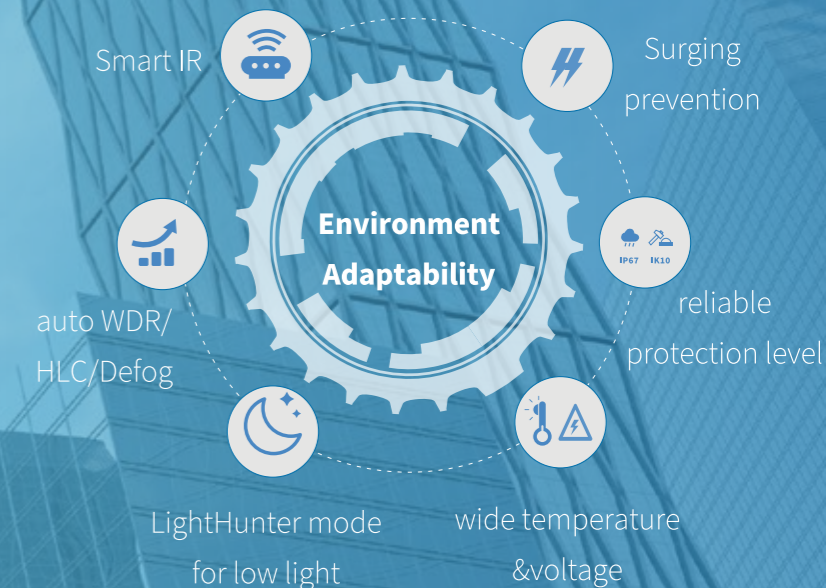 Smart IR
Surging
prevention
Environment
Adaptability
IP67 IK10
reliable
protection level
auto WDR/
HLC/Defog
LightHunter mode
for low light
wide temperature
&voltage